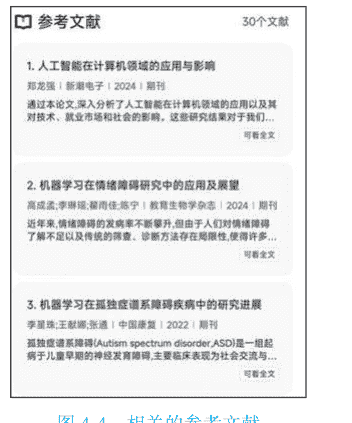 参考文献 30个文献
1. 人工智能在计算机领域的应用与影响
郑龙强 | 新潮电子 | 2024 | 期刊
通过本论文,深入分析了人工智能在计算机领域的应用以及其
对技术、就业市场和社会的影响。这些研究结果对于我们...
可看全文
2. 机器学习在情绪障碍研究中的应用及展望
高成孟;李琳瑶;翟雨佳;陈宁 | 教育生物学杂志 | 2024 | 期刊
近年来,情绪障碍的发病率不断攀升,但由于人们对情绪障碍
了解不足以及传统的筛查、诊断方法存在局限性,使得许多...
可看全文
3. 机器学习在孤独症谱系障碍疾病中的研究进展
李星珠;王献娜;张通 | 中国康复 | 2022 | 期刊
孤独症谱系障碍(Autism spectrum disorder,ASD)是一组起
病于儿童早期的神经发育障碍,主要临床表现为社会交流与...
可看全文
图 4-4 相关的参考文献